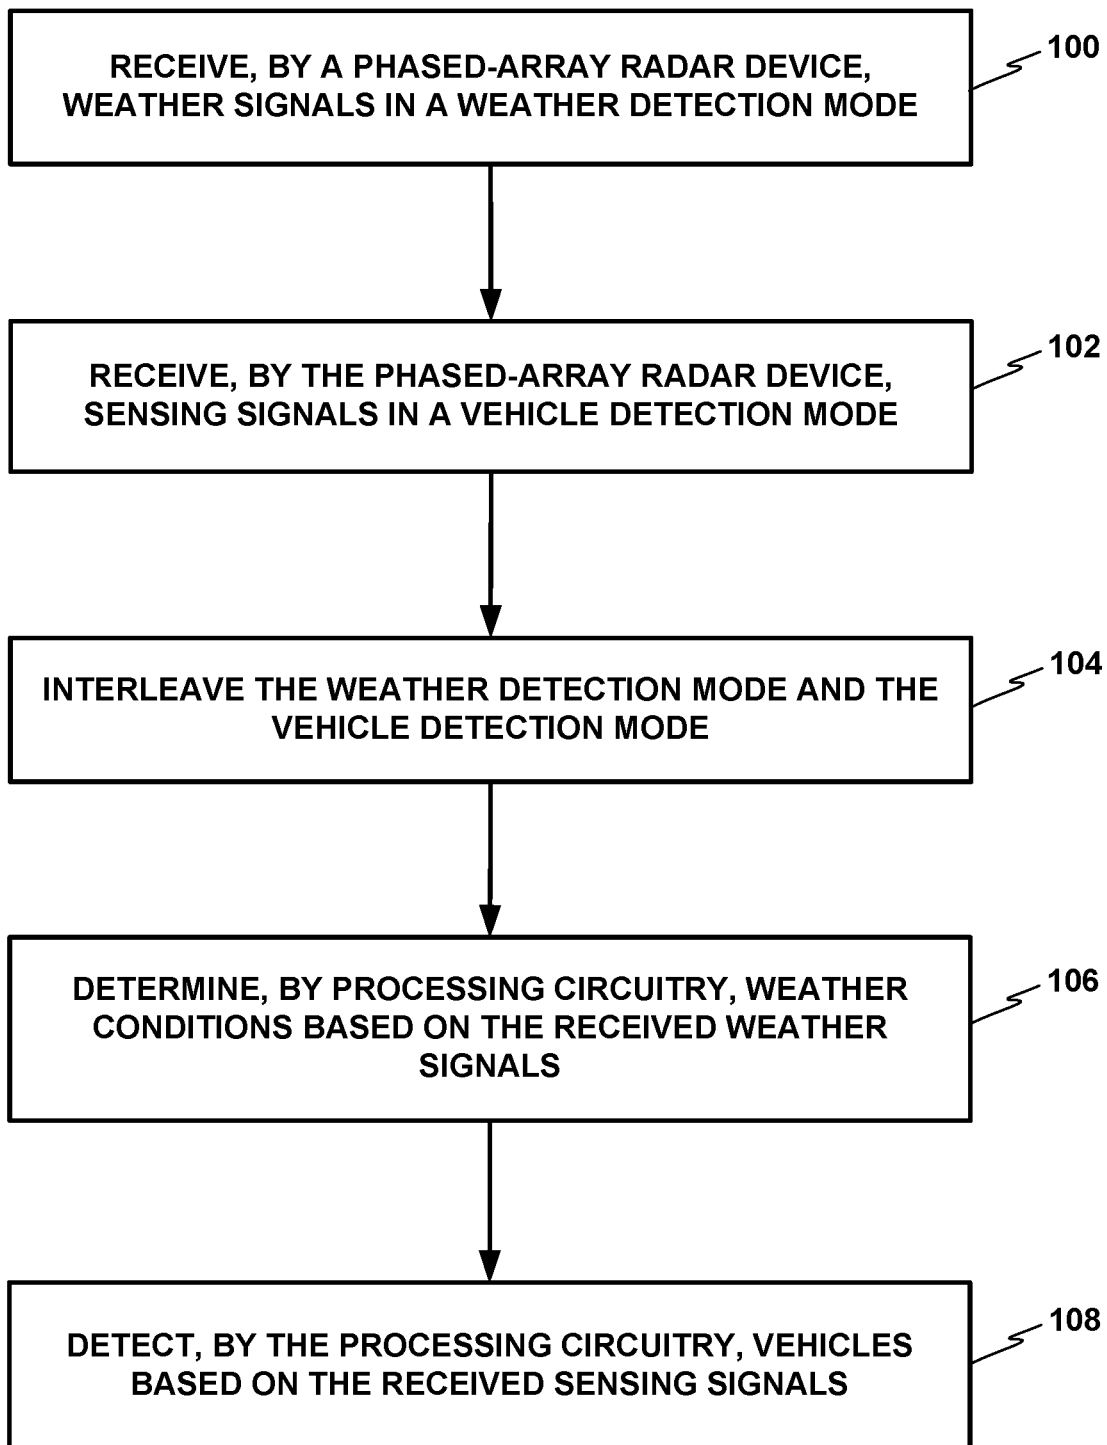 RECEIVE, BY A PHASED-ARRAY RADAR DEVICE,
WEATHER SIGNALS IN A WEATHER DETECTION MODE
100
RECEIVE, BY THE PHASED-ARRAY RADAR DEVICE,
SENSING SIGNALS IN A VEHICLE DETECTION MODE
102
INTERLEAVE THE WEATHER DETECTION MODE AND THE
VEHICLE DETECTION MODE
104
DETERMINE, BY PROCESSING CIRCUITRY, WEATHER
CONDITIONS BASED ON THE RECEIVED WEATHER
SIGNALS
106
DETECT, BY THE PROCESSING CIRCUITRY, VEHICLES
BASED ON THE RECEIVED SENSING SIGNALS
108